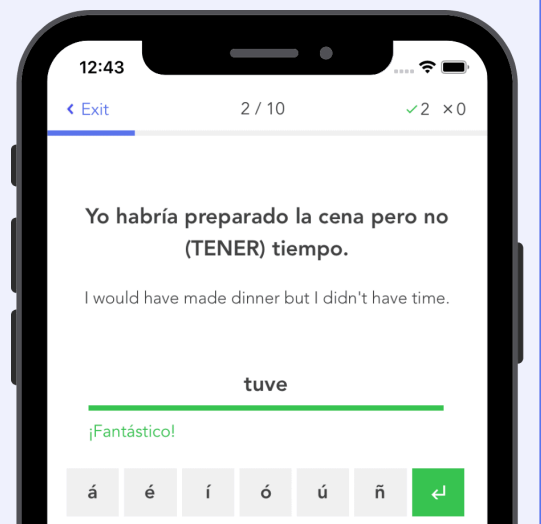 12:43
Exit 2 / 10 ✓2 ×0
Yo habría preparado la cena pero no
(TENER) tiempo.
I would have made dinner but I didn't have time.
tuve
¡Fantástico!
á é í ó ú ñ